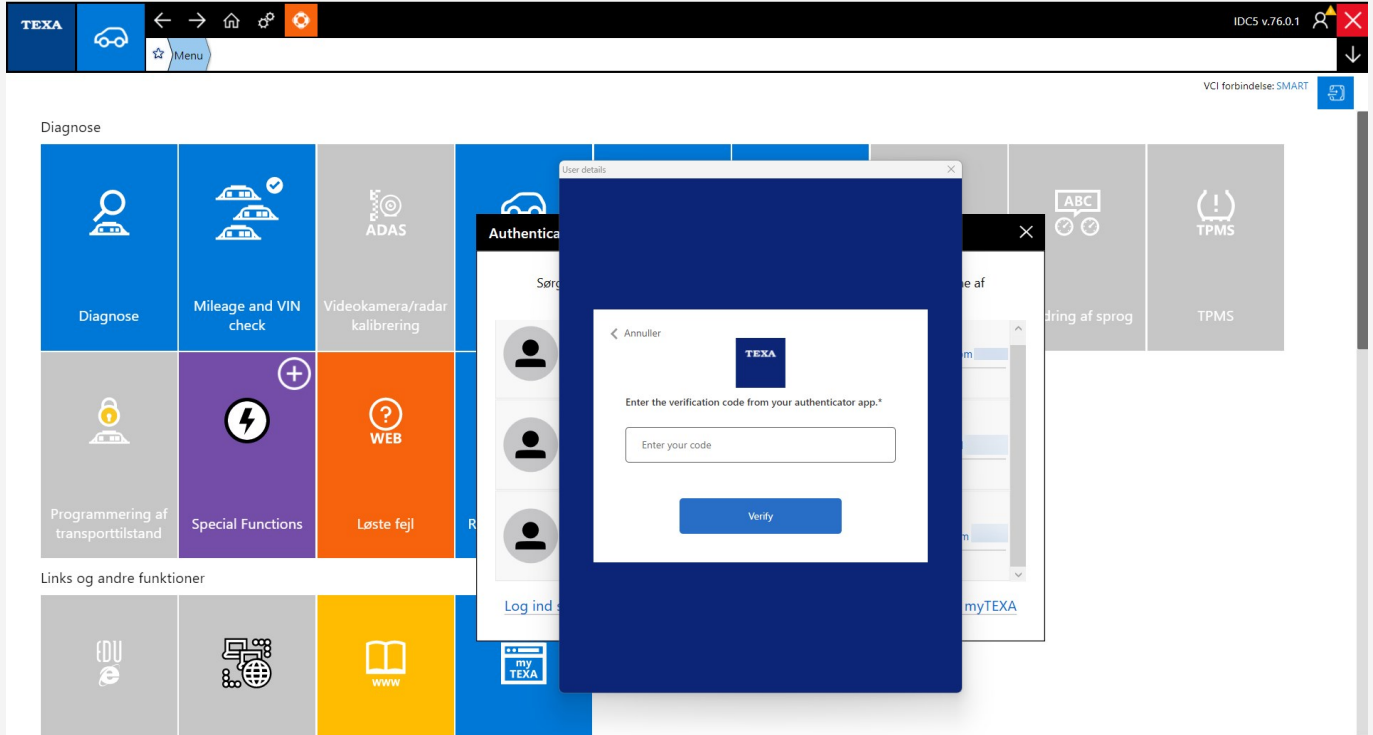 TEXA
IDC5 v.76.0.1
Menu
VCI forbindelse: SMART
Diagnose
ADAS
ABC
TPMS
Diagnose
Mileage and VIN
check
Videokamera/radar
kalibrering
dring af sprog
TPMS
User details
Authentica
Sørg
ne af
Annuller
TEXA
om
Enter the verification code from your authenticator app.*
Enter your code
Verify
m
WEB
Programmering af
transporttilstand
Special Functions
Løste fejl
R
Log ind s
myTEXA
Links og andre funktioner
EDU
www
my
TEXA